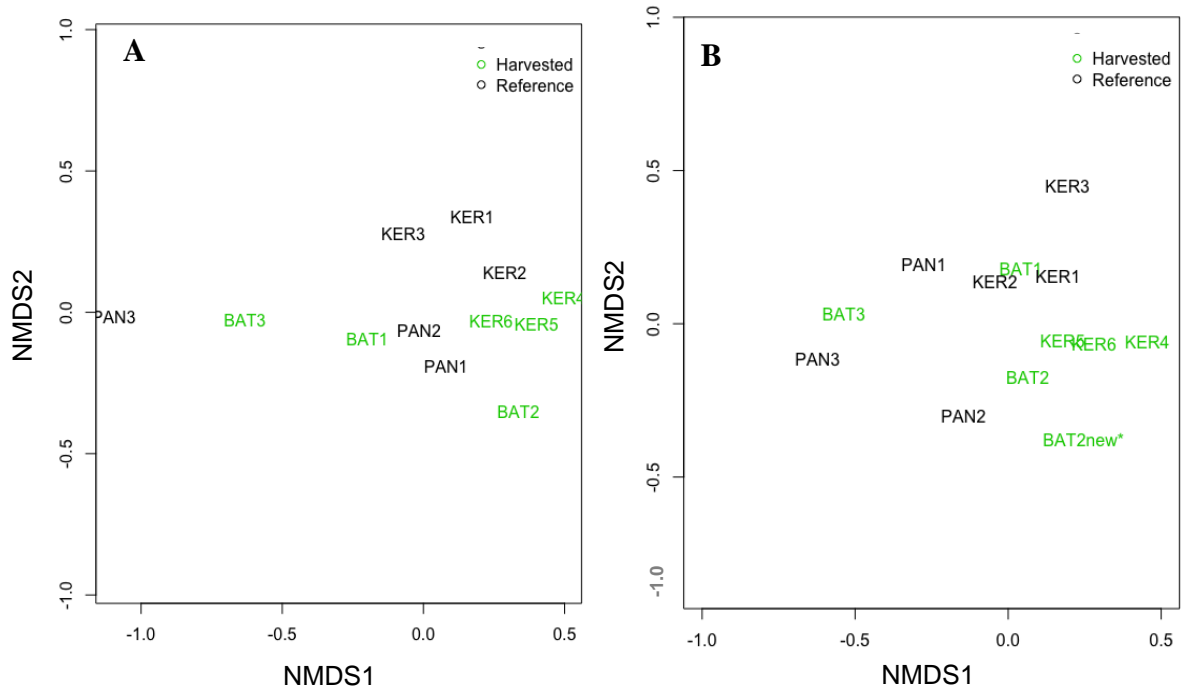 A
Harvested
Reference
1.0
0.5
0.0
-0.5
-1.0
NMDS2
KER1
KER3
KER2
KER4
PAN3
BAT3
KER6
KER5
PAN2
BAT1
PAN1
BAT2
-1.0
-0.5
0.0
0.5
NMDS1
B
Harvested
Reference
1.0
0.5
0.0
-0.5
-1.0
NMDS2
KER3
PAN1
BAT1
KER1
KER2
BAT3
KER5
KER6
KER4
PAN3
BAT2
PAN2
BAT2new*
-1.0
-0.5
0.0
0.5
NMDS1